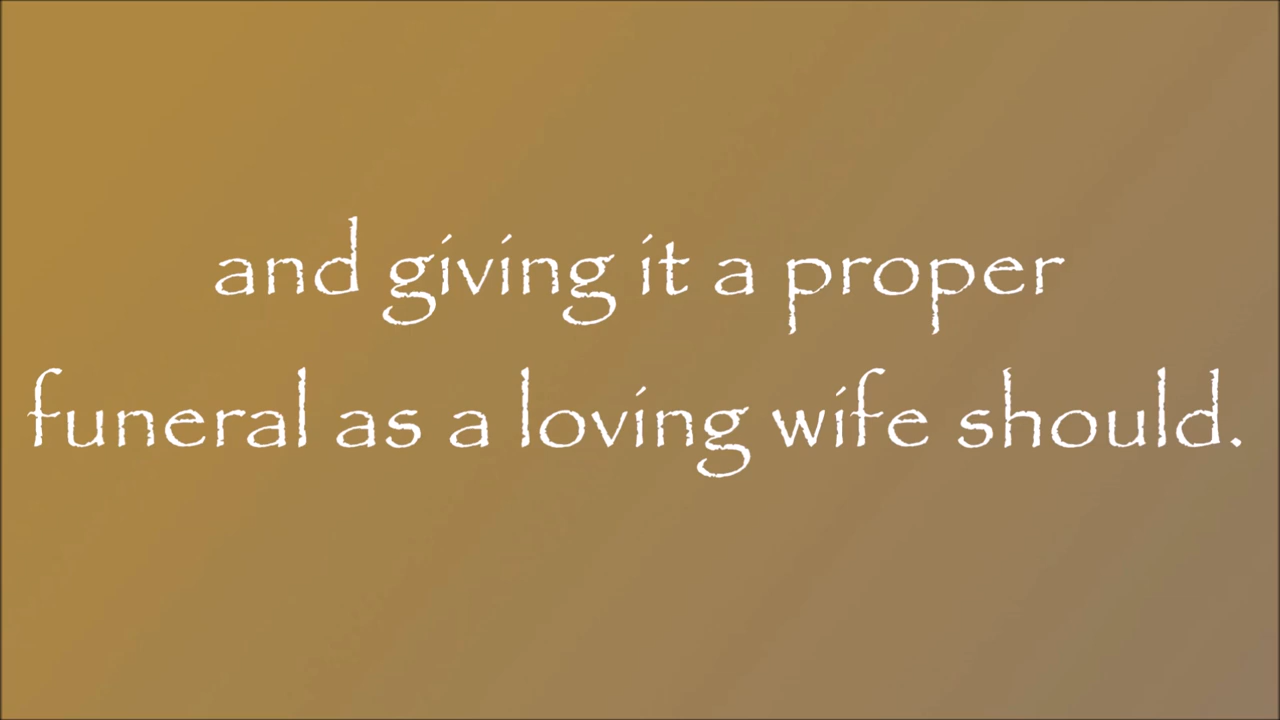 and giving it a proper
funeral as a loving wife should.